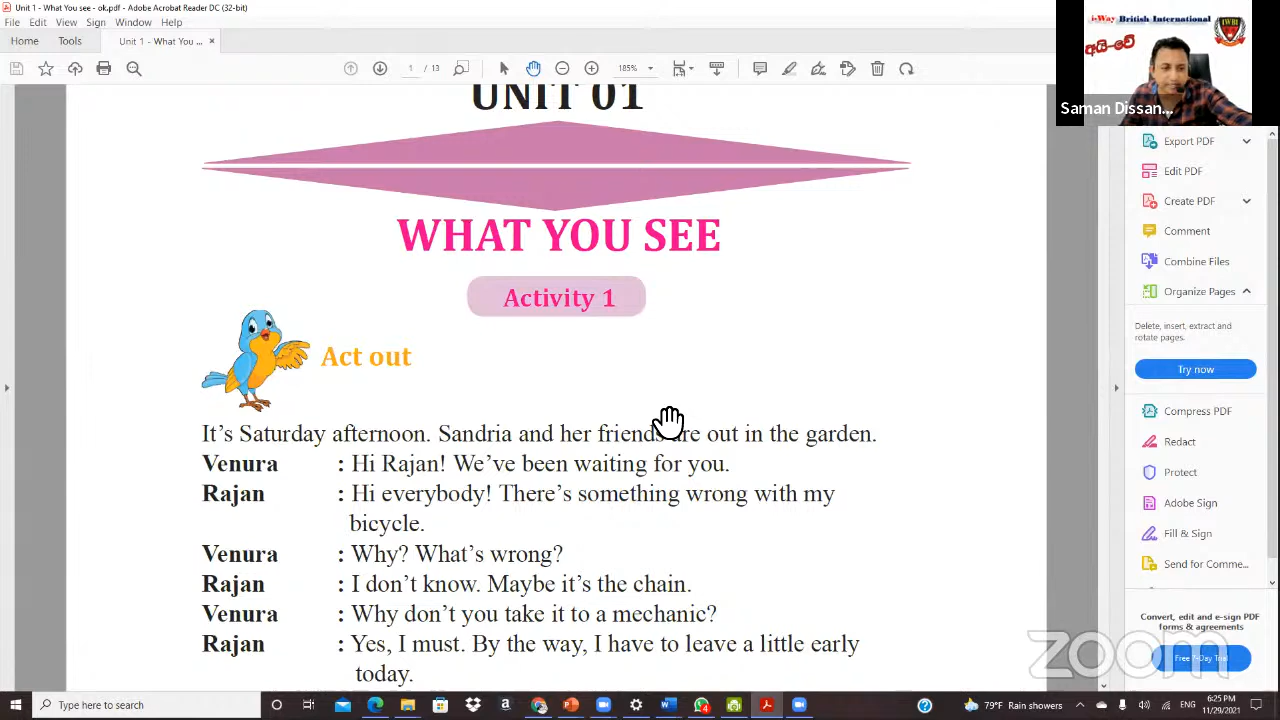 Unit 1 - What You see - ok.pdf - Adobe Acrobat Reader DC (32-bit)
File Edit View Sign Window Help
Home Tools Unit 1 - What You ... ×
1 / 13 185%
i-Way British International
IWBI
අයි-වේ
Saman Dissan...
UNIT 01
WHAT YOU SEE
Activity 1
Act out
It's Saturday afternoon. Sandria and her friends are out in the garden.
Venura : Hi Rajan! We've been waiting for you.
Rajan : Hi everybody! There's something wrong with my
bicycle.
Venura : Why? What's wrong?
Rajan : I don't know. Maybe it's the chain.
Venura : Why don't you take it to a mechanic?
Rajan : Yes, I must. By the way, I have to leave a little early
today.
Export PDF
Edit PDF
Create PDF
Comment
Combine Files
Organize Pages
Delete, insert, extract and
rotate pages.
Try now
Compress PDF
Redact
Protect
Adobe Sign
Fill & Sign
Send for Comme...
Convert, edit and e-sign PDF
forms & agreements
Free 7-Day Trial
zoom
Type here to search
4
79°F Rain showers
6:25 PM
11/29/2021